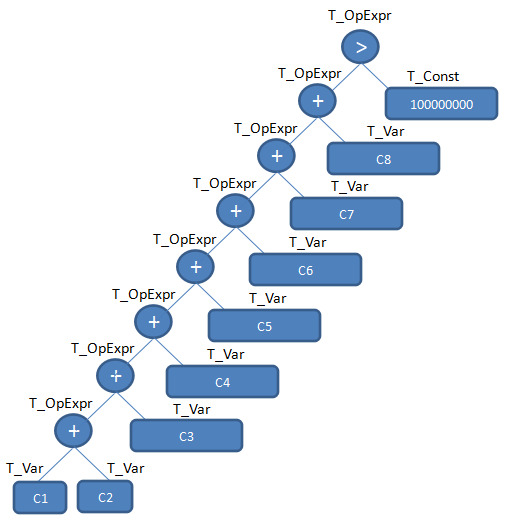 T_OpExpr
>
T_OpExpr
T_Const
+
100000000
T_OpExpr
T_Var
+
C8
T_OpExpr
T_Var
+
C7
T_OpExpr
T_Var
+
C6
T_OpExpr
T_Var
+
C5
T_OpExpr
T_Var
+
C4
T_OpExpr
T_Var
+
C3
T_Var
T_Var
C1
C2